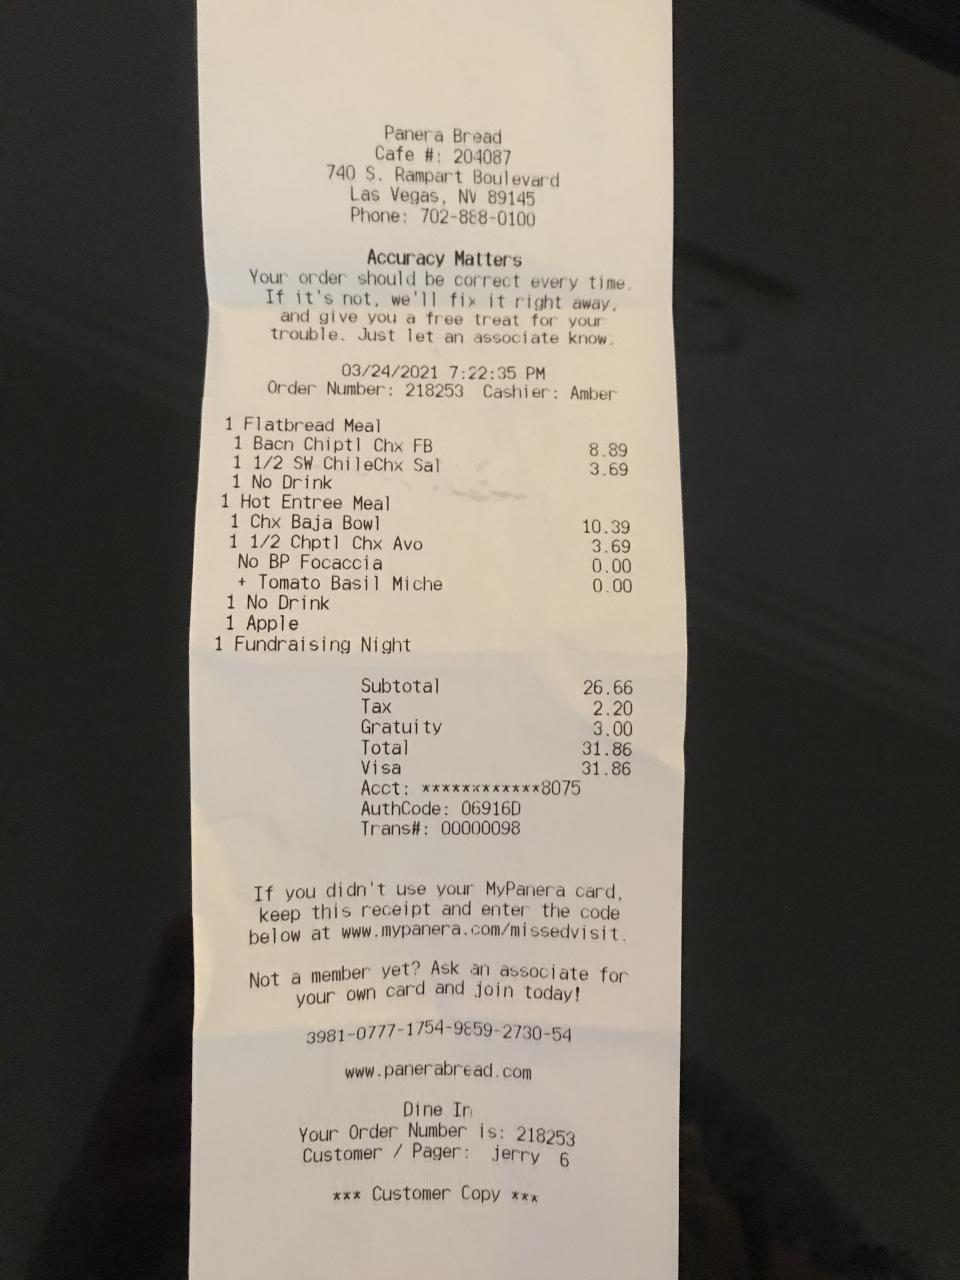 Panera Bread
Cafe #: 204087
740 S. Rampart Boulevard
Las Vegas, NV 89145
Phone: 702-888-0100
Accuracy Matters
Your order should be correct every time.
If it's not, we'll fix it right away,
and give you a free treat for your
trouble. Just let an associate know.
03/24/2021 7:22:35 PM
Order Number: 218253 Cashier: Amber
1 Flatbread Meal
1 Bacn Chiptl Chx FB 8.89
1 1/2 SW ChileChx Sal 3.69
1 No Drink
1 Hot Entree Meal
1 Chx Baja Bowl 10.39
1 1/2 Chptl Chx Avo 3.69
No BP Focaccia 0.00
+ Tomato Basil Miche 0.00
1 No Drink
1 Apple
1 Fundraising Night
Subtotal 26.66
Tax 2.20
Gratuity 3.00
Total 31.86
Visa 31.86
Acct: ************8075
AuthCode: 06916D
Trans#: 00000098
If you didn't use your MyPanera card,
keep this receipt and enter the code
below at www.mypanera.com/missedvisit.
Not a member yet? Ask an associate for
your own card and join today!
3981-0777-1754-9859-2730-54
www.panerabread.com
Dine In
Your Order Number is: 218253
Customer / Pager: jerry 6
*** Customer Copy ***